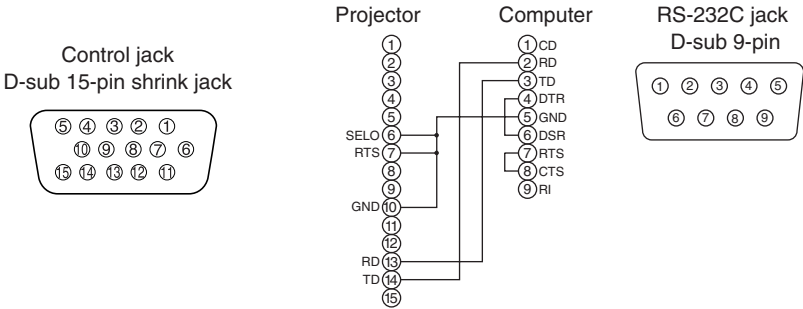 Control jack
D-sub 15-pin shrink jack
5 4 3 2 1
10 9 8 7 6
15 14 13 12 11
Projector
1
2
3
4
5
SELO 6
RTS 7
8
9
GND 10
11
12
RD 13
TD 14
15
Computer
1 CD
2 RD
3 TD
4 DTR
5 GND
6 DSR
7 RTS
8 CTS
9 RI
RS-232C jack
D-sub 9-pin
1 2 3 4 5
6 7 8 9